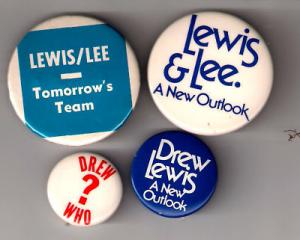 LEWIS/LEE
Tomorrow's
Team
Lewis
& Lee.
A New Outlook
DREW
?
WHO
Drew
Lewis
A New
Outlook